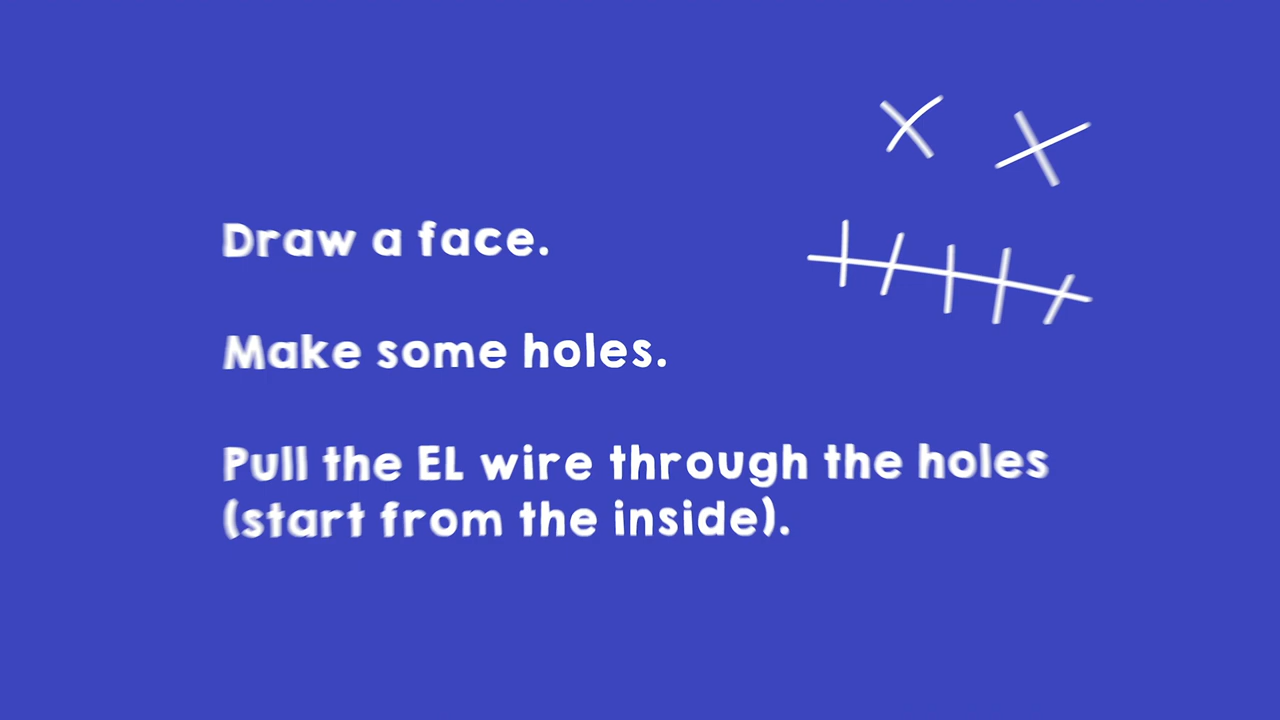 Draw a face.
Make some holes.
Pull the EL wire through the holes
(start from the inside).